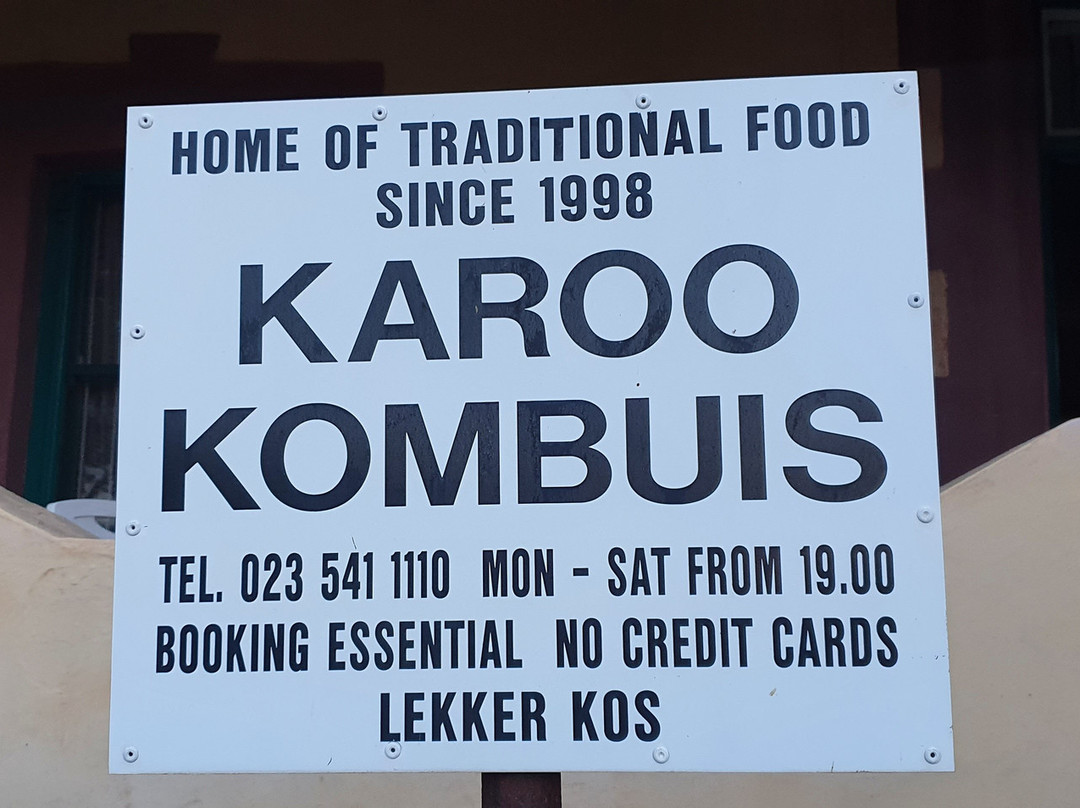 HOME OF TRADITIONAL FOOD
SINCE 1998
KAROO
KOMBUIS
TEL. 023 541 1110 MON - SAT FROM 19.00
BOOKING ESSENTIAL NO CREDIT CARDS
LEKKER KOS